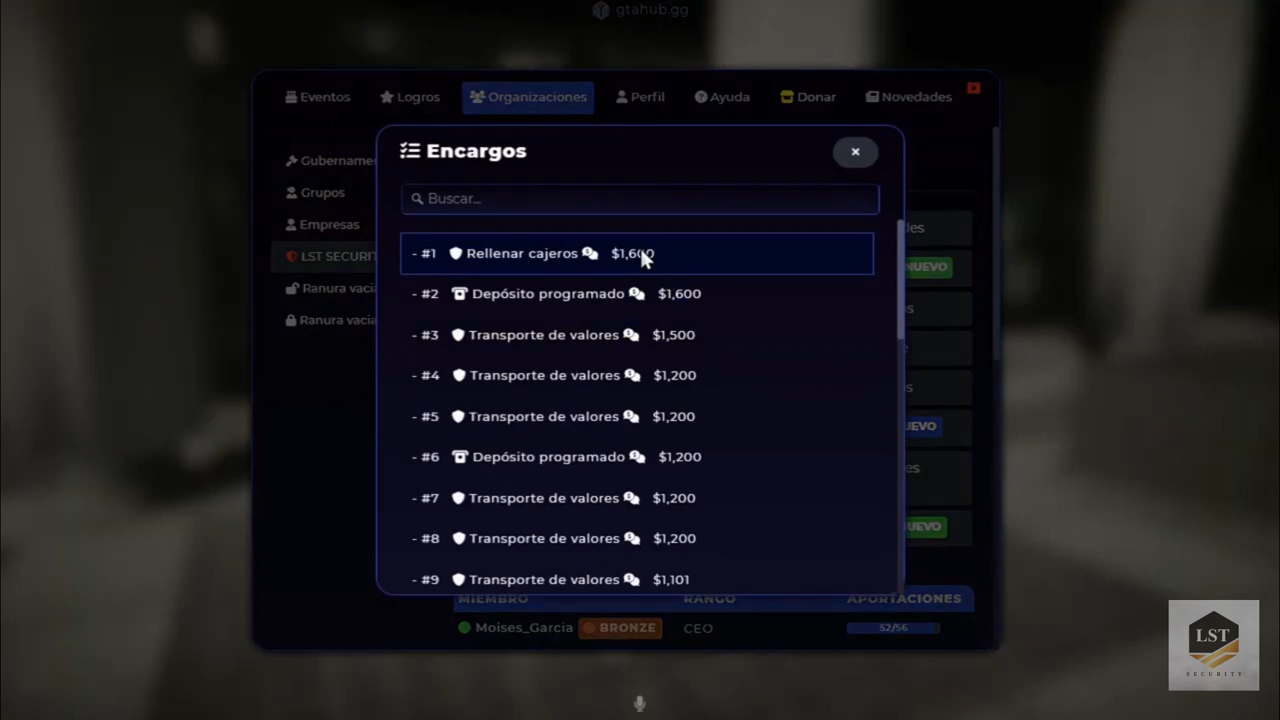 gtahub.gg
Eventos
Logros
Organizaciones
Perfil
Ayuda
Donar
Novedades
Encargos
Buscar...
- #1 Rellenar cajeros $1,600
- #2 Depósito programado $1,600
- #3 Transporte de valores $1,500
- #4 Transporte de valores $1,200
- #5 Transporte de valores $1,200
- #6 Depósito programado $1,200
- #7 Transporte de valores $1,200
- #8 Transporte de valores $1,200
- #9 Transporte de valores $1,101
Grupos
Empresas
LST
MIEMBRO RANGO APORTACIONES
Moises_Garcia BRONZE CEO 52/56
LST
SECURITY